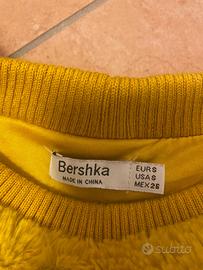 Bershka
MADE IN CHINA
EUR S
USA S
MEX 26
subito